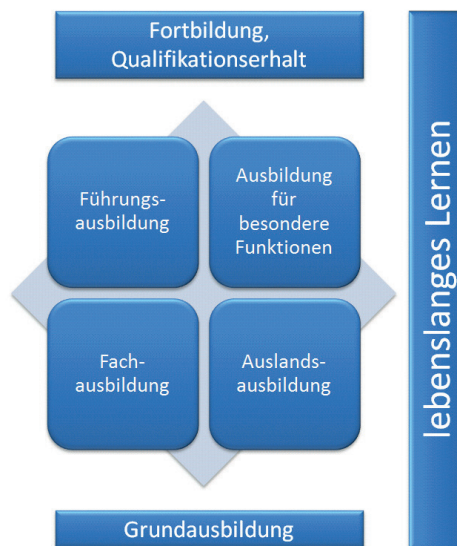 Fortbildung,
Qualifikationserhalt
Führungs-
ausbildung
Ausbildung
für
besondere
Funktionen
Fach-
ausbildung
Auslands-
ausbildung
Grundausbildung
lebenslanges Lernen